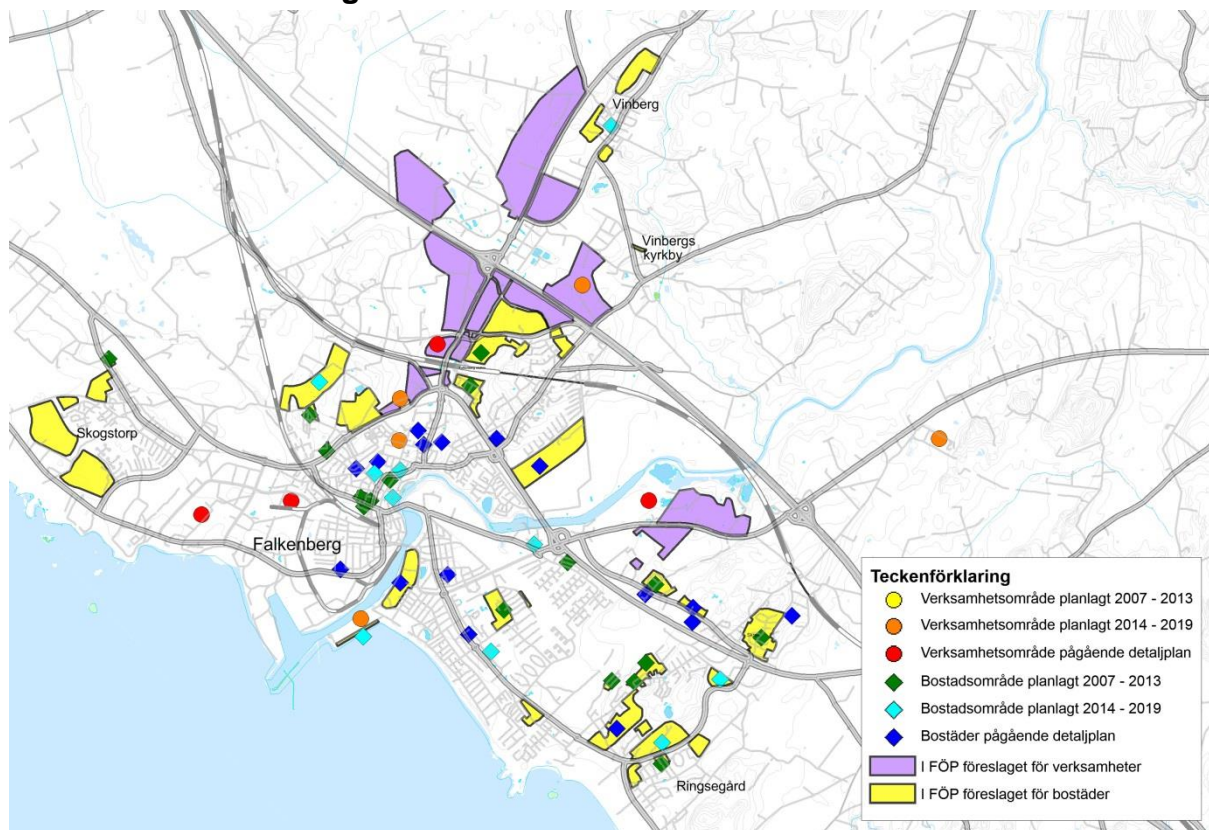 Vinberg
Vinbergs
kyrkby
Skogstorp
Falkenberg
Ringsegård
Teckenförklaring
Verksamhetsområde planlagt 2007 - 2013
Verksamhetsområde planlagt 2014 - 2019
Verksamhetsområde pågående detaljplan
Bostadsområde planlagt 2007 - 2013
Bostadsområde planlagt 2014 - 2019
Bostäder pågående detaljplan
I FÖP föreslaget för verksamheter
I FÖP föreslaget för bostäder